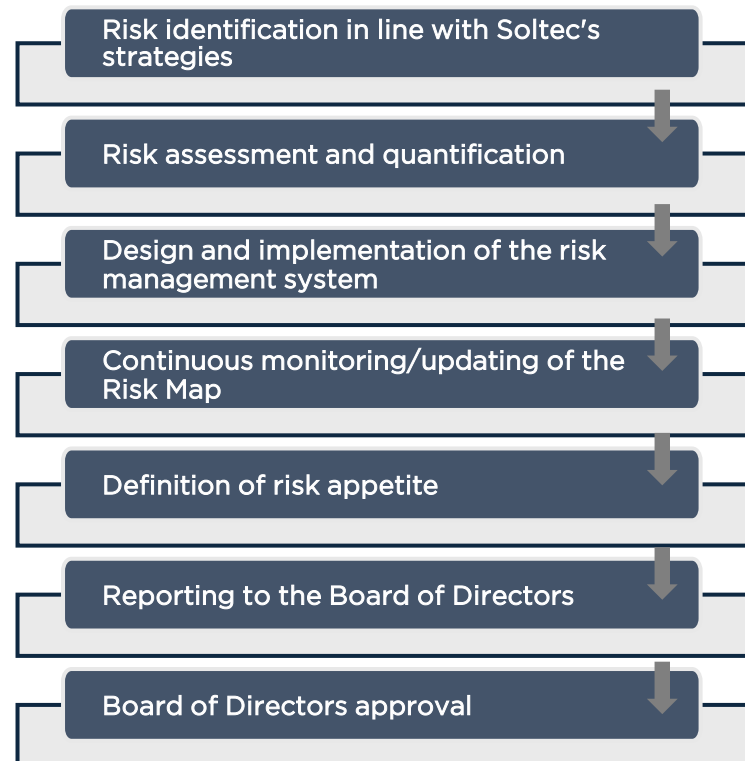 Risk identification in line with Soltec's
strategies
Risk assessment and quantification
Design and implementation of the risk
management system
Continuous monitoring/updating of the
Risk Map
Definition of risk appetite
Reporting to the Board of Directors
Board of Directors approval